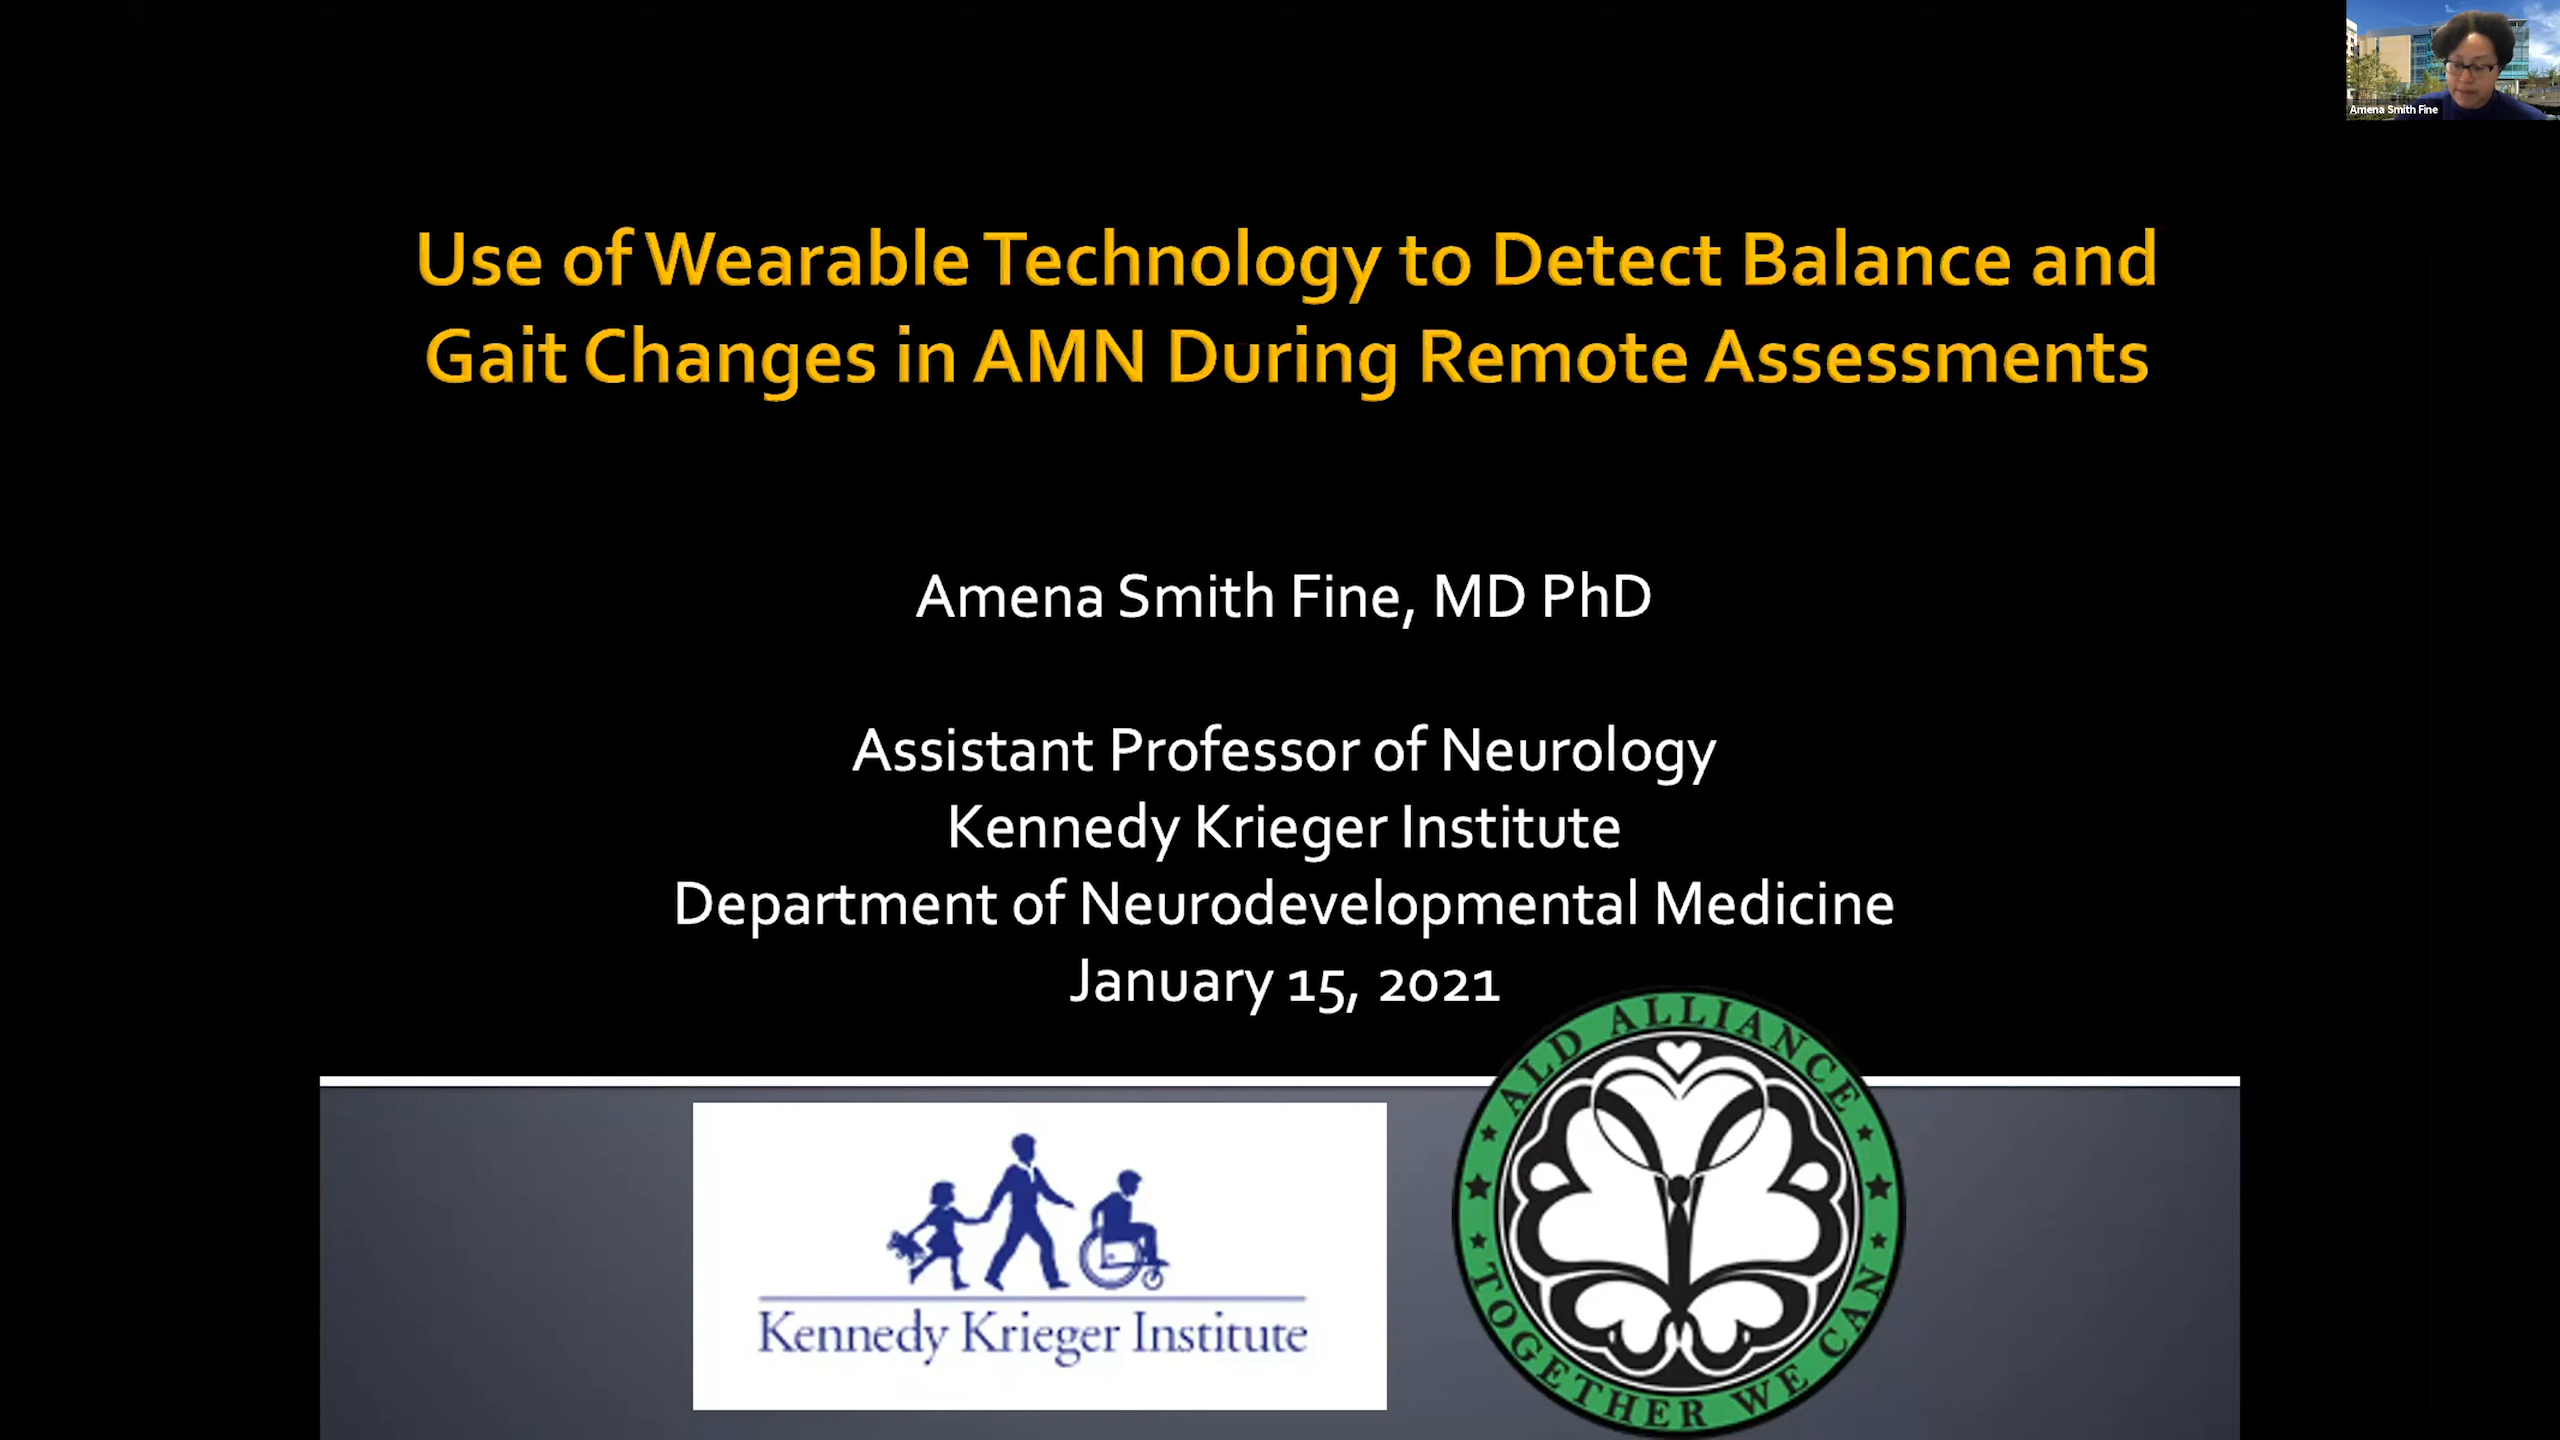 Amena Smith Fine
Use of Wearable Technology to Detect Balance and
Gait Changes in AMN During Remote Assessments
Amena Smith Fine, MD PhD
Assistant Professor of Neurology
Kennedy Krieger Institute
Department of Neurodevelopmental Medicine
January 15, 2021
Kennedy Krieger Institute
ALD ALLIANCE
TOGETHER WE CAN